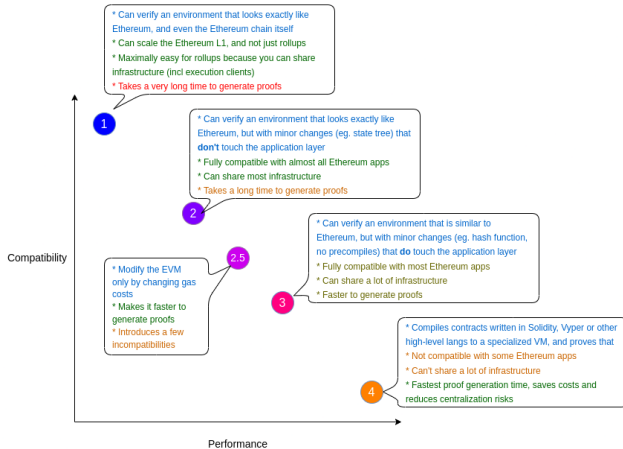 * Can verify an environment that looks exactly like
Ethereum, and even the Ethereum chain itself
* Can scale the Ethereum L1, and not just rollups
* Maximally easy for rollups because you can share
infrastructure (incl execution clients)
* Takes a very long time to generate proofs
1
* Can verify an environment that looks exactly like
Ethereum, but with minor changes (eg. state tree) that
don't touch the application layer
* Fully compatible with almost all Ethereum apps
* Can share most infrastructure
* Takes a long time to generate proofs
2
Compatibility
2.5
* Modify the EVM
only by changing gas
costs
* Makes it faster to
generate proofs
* Introduces a few
incompatibilities
* Can verify an environment that is similar to
Ethereum, but with minor changes (eg. hash function,
no precompiles) that do touch the application layer
* Fully compatible with most Ethereum apps
* Can share a lot of infrastructure
* Faster to generate proofs
3
* Compiles contracts written in Solidity, Vyper or other
high-level langs to a specialized VM, and proves that
* Not compatible with some Ethereum apps
* Can't share a lot of infrastructure
* Fastest proof generation time, saves costs and
reduces centralization risks
4
Performance